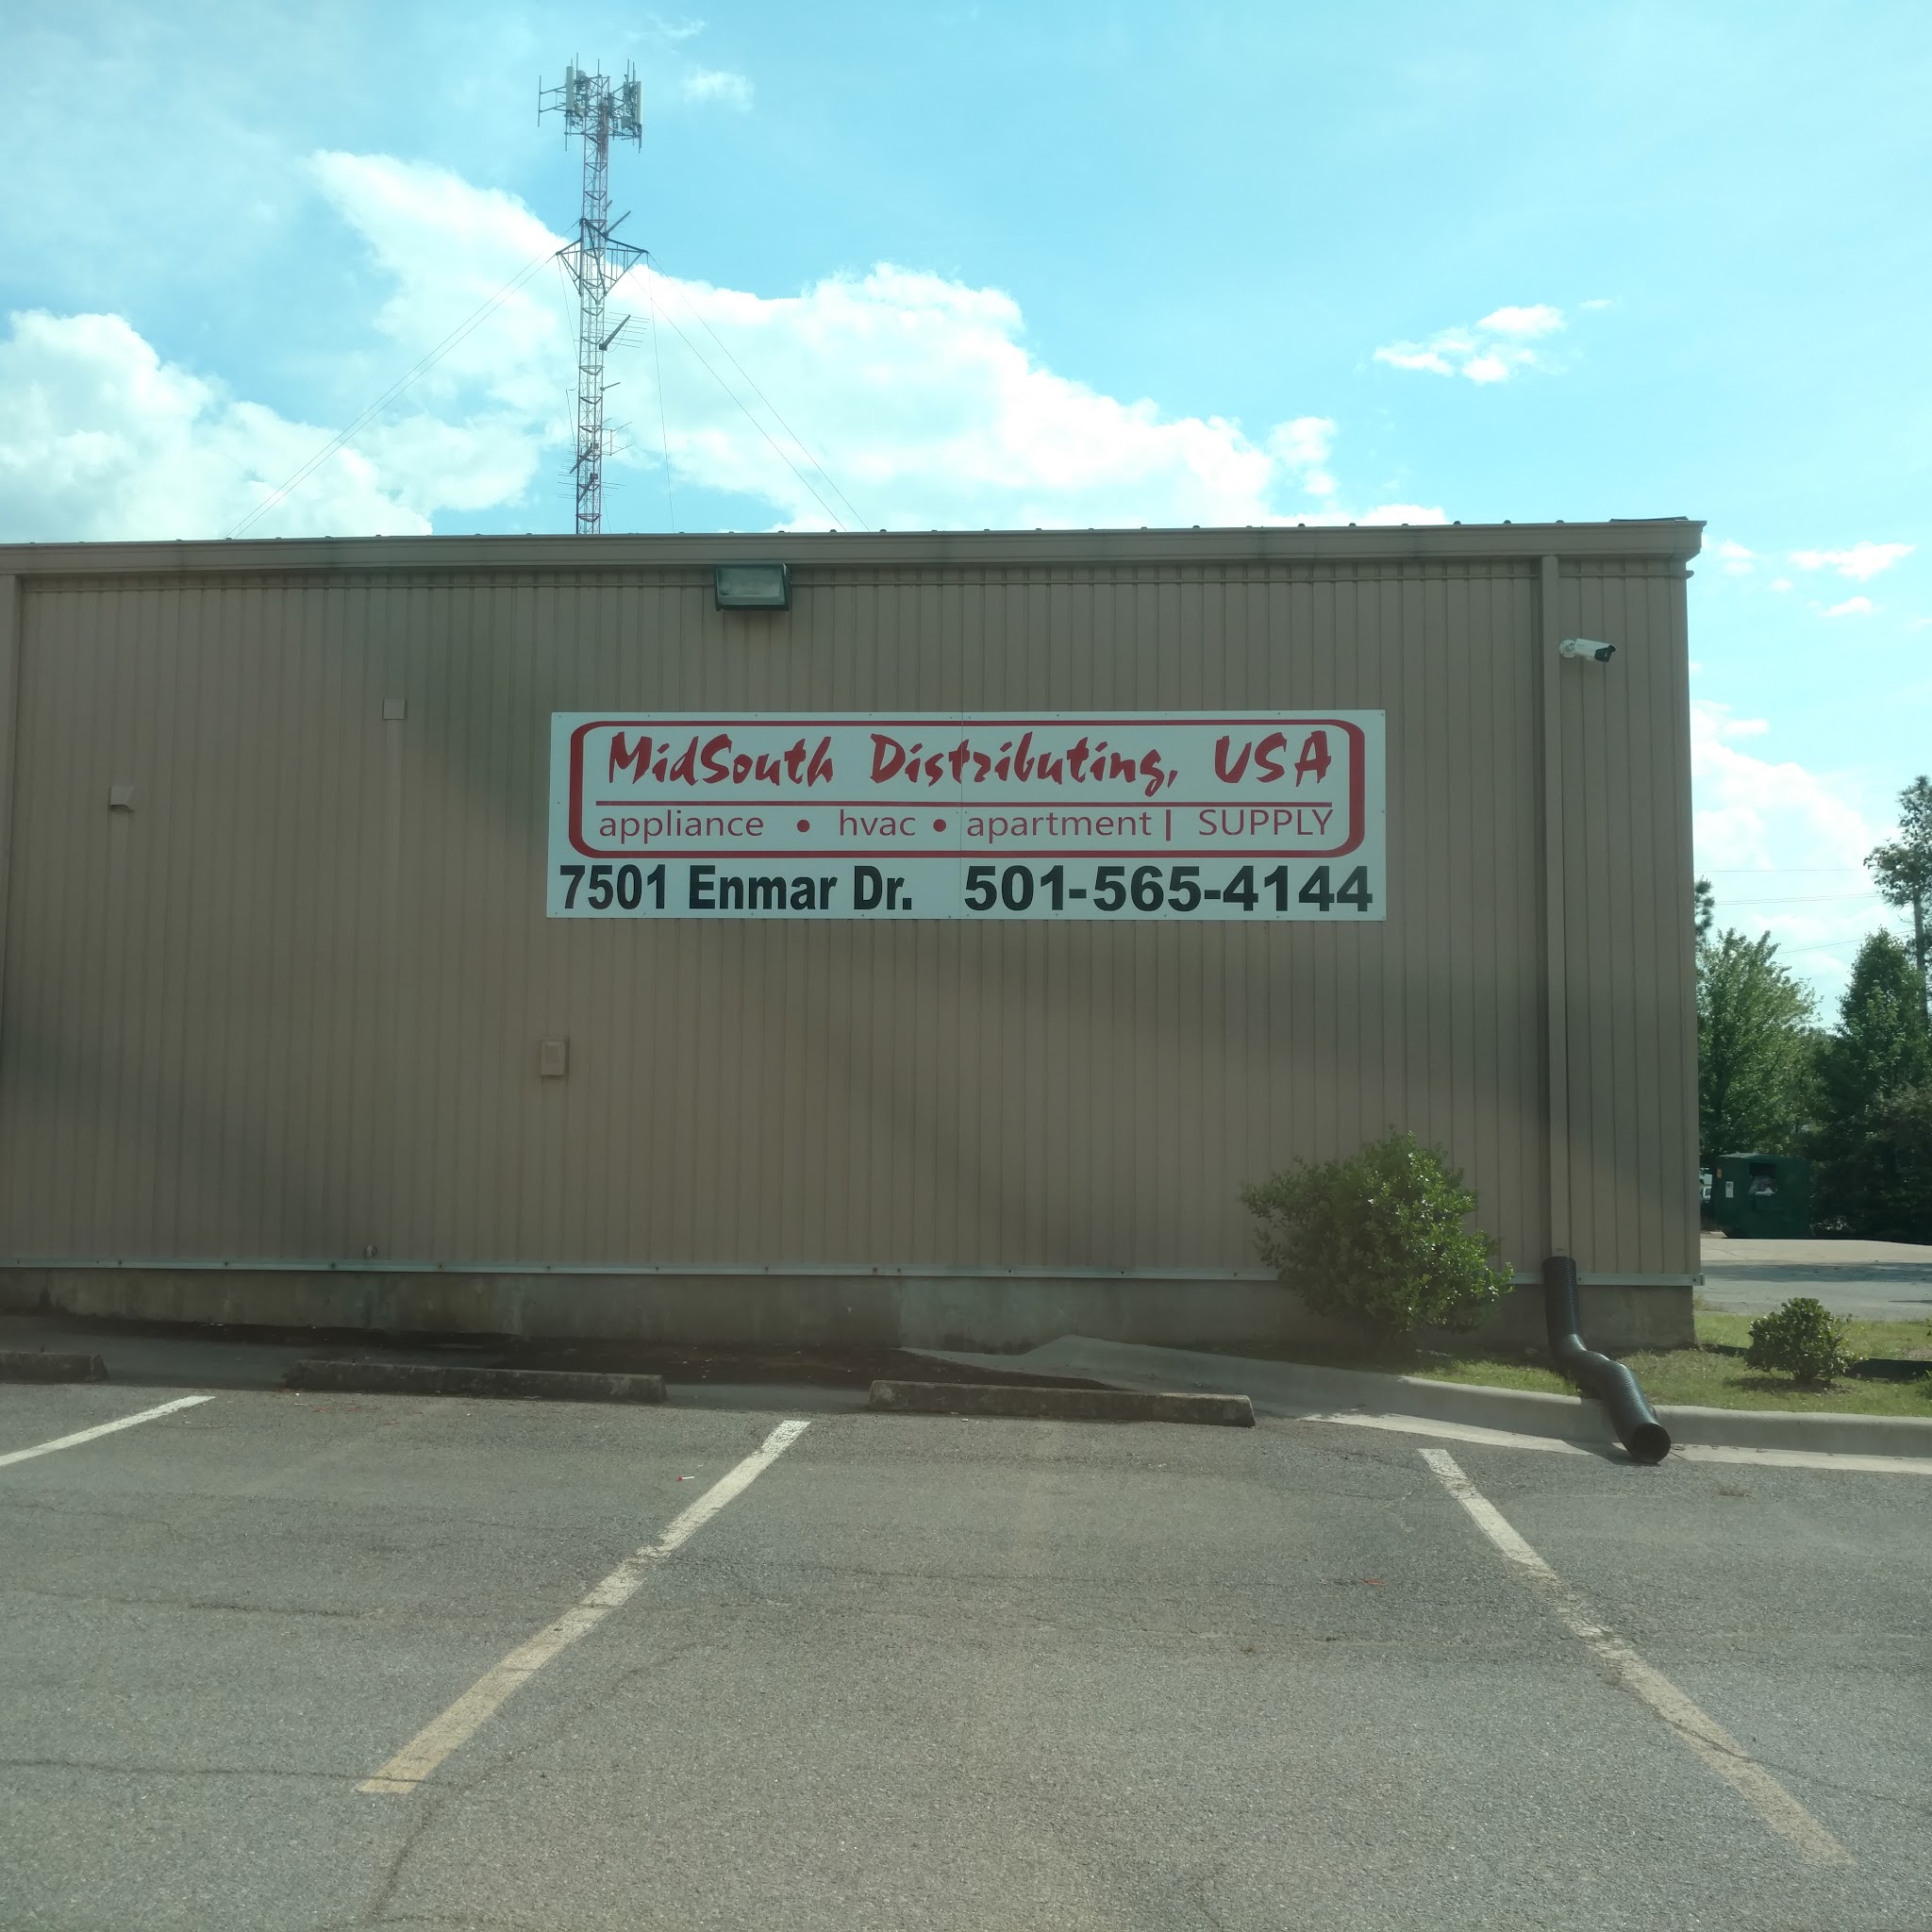 MidSouth Distributing, USA
appliance • hvac • apartment | SUPPLY
7501 Enmar Dr. 501-565-4144